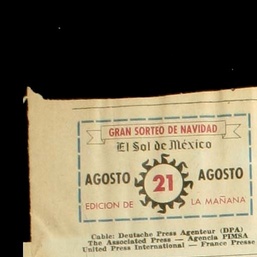 GRAN SORTEO DE NAVIDAD
El Sol de México
AGOSTO 21 AGOSTO
EDICION DE LA MAÑANA
Cable: Deutsche Press Agenteur (DPA)
The Associated Press — Agencia PIMSA
United Press International — France Presse